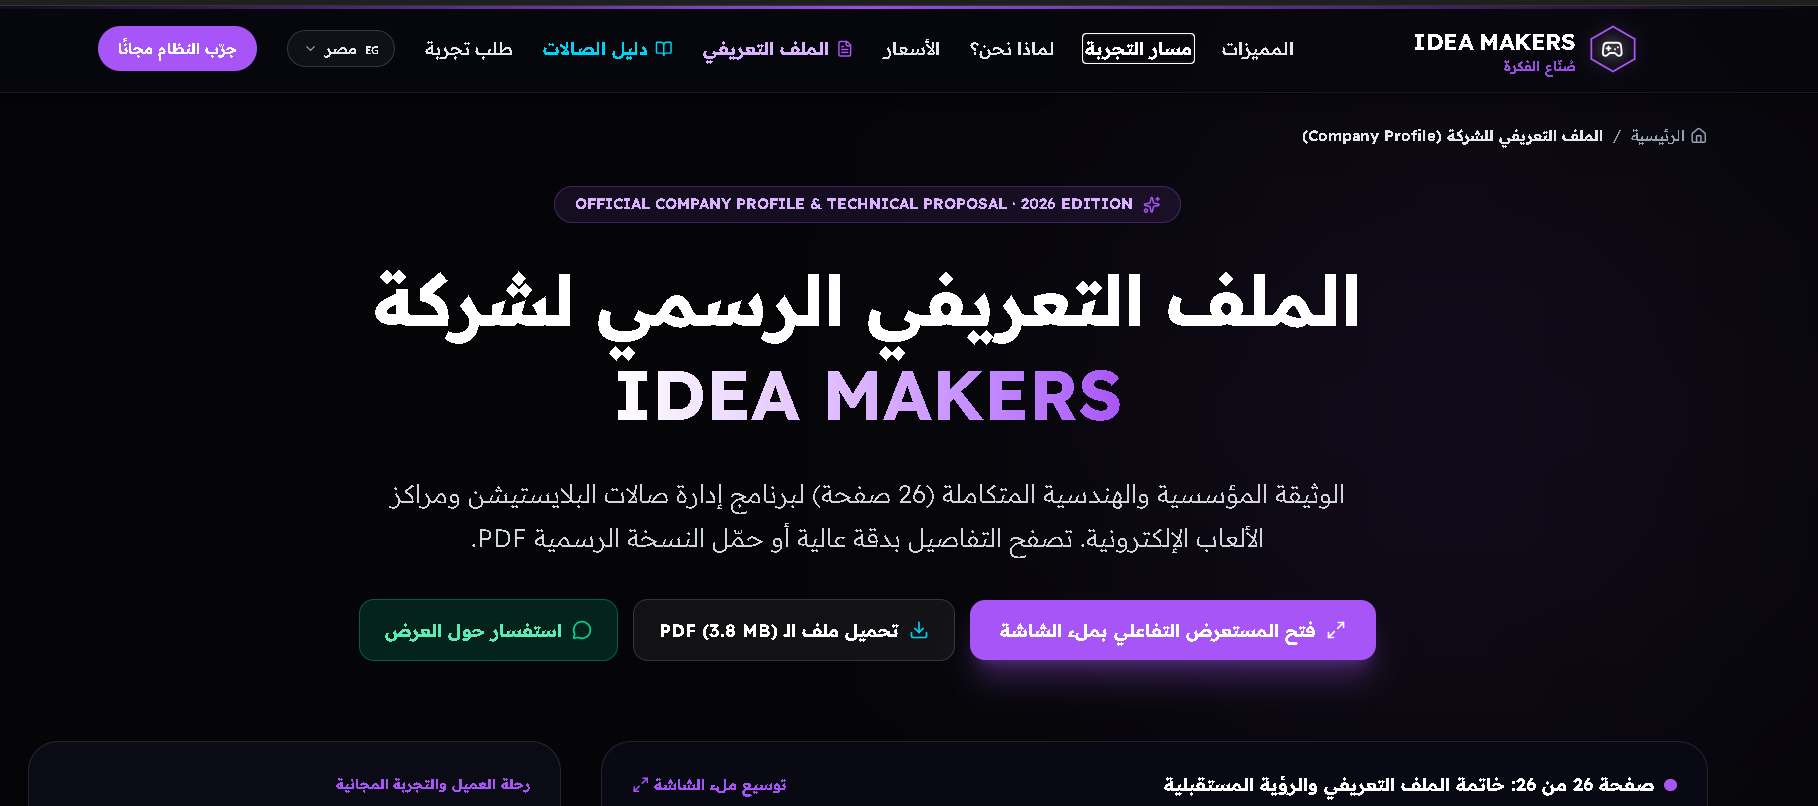 IDEA MAKERS
صُنّاع الفكرة
المميزات
مسار التجربة
لماذا نحن؟
الأسعار
الملف التعريفي
دليل الصالات
طلب تجربة
EG مصر
جرّب النظام مجانًا
الرئيسية / الملف التعريفي للشركة (Company Profile)
OFFICIAL COMPANY PROFILE & TECHNICAL PROPOSAL · 2026 EDITION
الملف التعريفي الرسمي لشركة
IDEA MAKERS
الوثيقة المؤسسية والهندسية المتكاملة (26 صفحة) لبرنامج إدارة صالات البلايستيشن ومراكز
الألعاب الإلكترونية. تصفح التفاصيل بدقة عالية أو حمّل النسخة الرسمية PDF.
فتح المستعرض التفاعلي بملء الشاشة
تحميل ملف الـ PDF (3.8 MB)
استفسار حول العرض
صفحة 26 من 26: خاتمة الملف التعريفي والرؤية المستقبلية
توسيع ملء الشاشة
رحلة العميل والتجربة المجانية